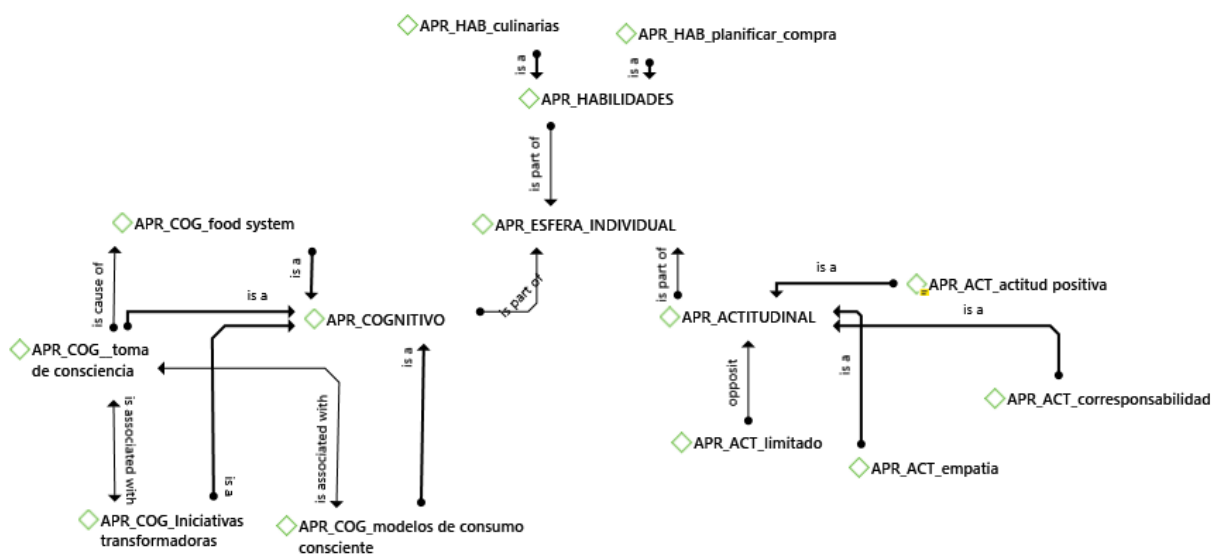 APR_HAB_culinarias
APR_HAB_planificar_compra
is a
is a
APR_HABILIDADES
is part of
APR_COG_food system
APR_ESFERA_INDIVIDUAL
is cause of
is a
is a
is part of
is part of
is a
APR_ACT_actitud positiva
APR_COGNITIVO
APR_ACTITUDINAL
is a
APR_COG__toma
de consciencia
is a
is a
opposit
APR_ACT_corresponsabilidad
is associated with
is associated with
APR_ACT_limitado
APR_ACT_empatia
is a
APR_COG_Iniciativas
transformadoras
APR_COG_modelos de consumo
consciente